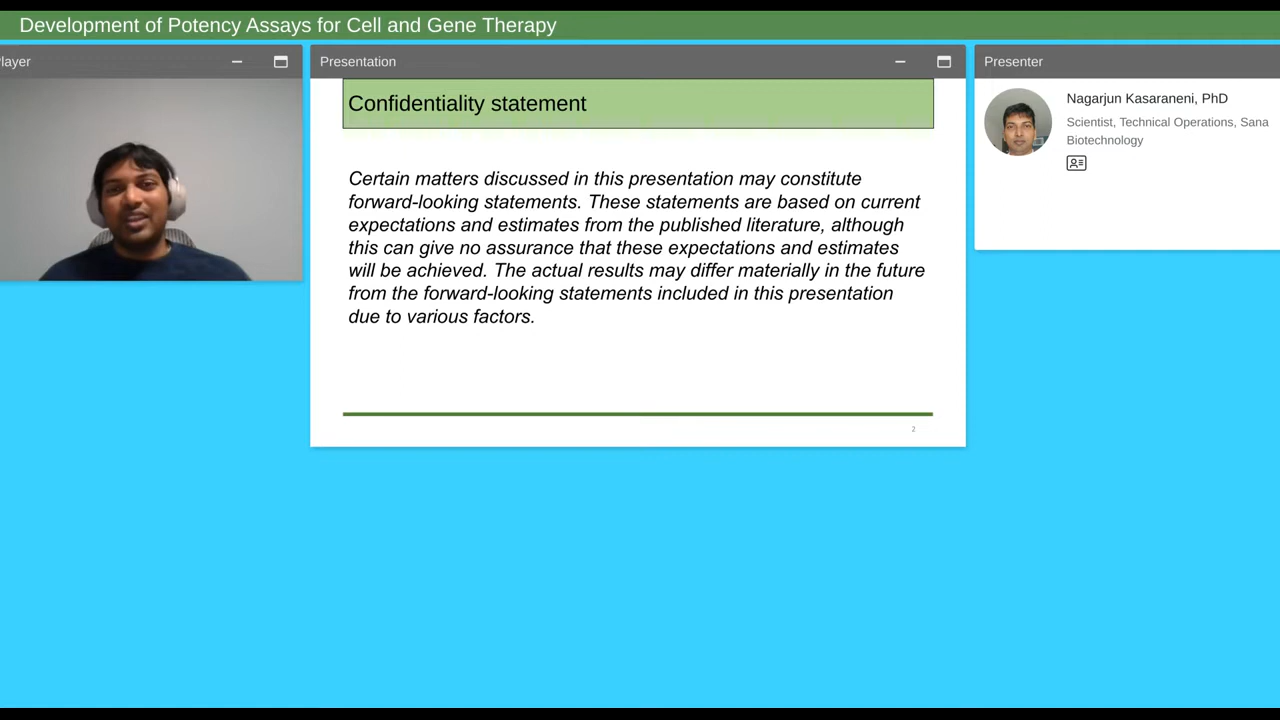 Development of Potency Assays for Cell and Gene Therapy
layer
Presentation
Presenter
Confidentiality statement
Certain matters discussed in this presentation may constitute
forward-looking statements. These statements are based on current
expectations and estimates from the published literature, although
this can give no assurance that these expectations and estimates
will be achieved. The actual results may differ materially in the future
from the forward-looking statements included in this presentation
due to various factors.
2
Nagarjun Kasaraneni, PhD
Scientist, Technical Operations, Sana
Biotechnology